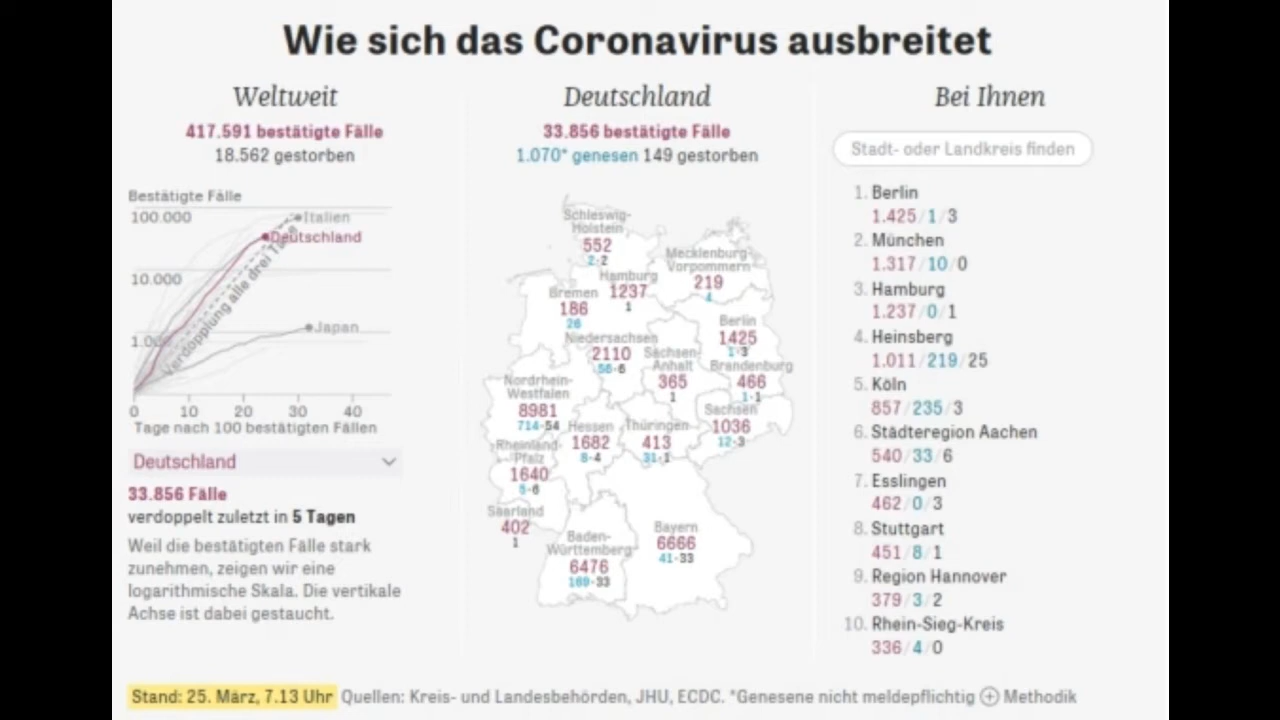 Wie sich das Coronavirus ausbreitet
Weltweit
417.591 bestätigte Fälle
18.562 gestorben
Bestätigte Fälle
100.000
Italien
Deutschland
10.000
Verdopplung alle drei Tage
Japan
1.000
0 10 20 30 40
Tage nach 100 bestätigten Fällen
Deutschland
33.856 Fälle
verdoppelt zuletzt in 5 Tagen
Weil die bestätigten Fälle stark
zunehmen, zeigen wir eine
logarithmische Skala. Die vertikale
Achse ist dabei gestaucht.
Deutschland
33.856 bestätigte Fälle
1.070* genesen 149 gestorben
Schleswig-
Holstein
552
2-2
Mecklenburg-
Vorpommern
219
4
Hamburg
1237
1
Bremen
186
26
Berlin
1425
1-3
Niedersachsen
2110
56-6
Sachsen-
Anhalt
365
1
Brandenburg
466
1-1
Nordrhein-
Westfalen
8981
714-54
Hessen
1682
8-4
Thüringen
413
31-1
Sachsen
1036
12-3
Rheinland-
Pfalz
1640
5-6
Saarland
402
1
Baden-
Württemberg
6476
169-33
Bayern
6666
41-33
Bei Ihnen
Stadt- oder Landkreis finden
1. Berlin
1.425/1/3
2. München
1.317/10/0
3. Hamburg
1.237/0/1
4. Heinsberg
1.011/219/25
5. Köln
857/235/3
6. Städteregion Aachen
540/33/6
7. Esslingen
462/0/3
8. Stuttgart
451/8/1
9. Region Hannover
379/3/2
10. Rhein-Sieg-Kreis
336/4/0
Stand: 25. März, 7.13 Uhr Quellen: Kreis- und Landesbehörden, JHU, ECDC. *Genesene nicht meldepflichtig ⊕ Methodik